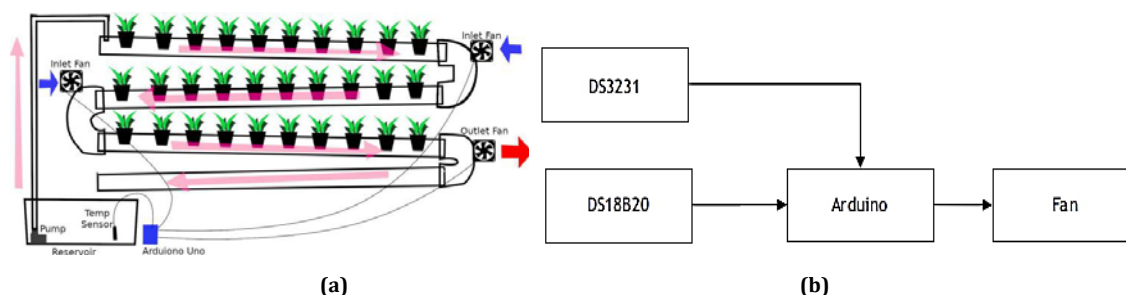 Inlet Fan
Inlet Fan
Outlet Fan
Temp
Sensor
Pump
Reservoir
Arduiono Uno
(a)
DS3231
DS18B20
Arduino
Fan
(b)